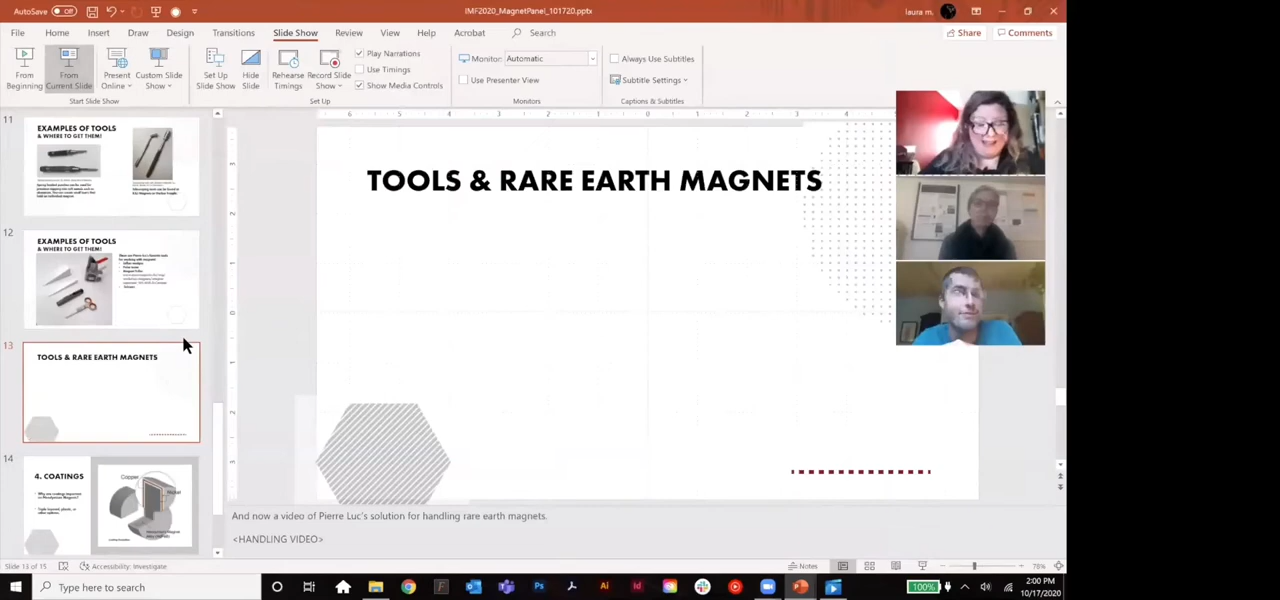 AutoSave Off
IMF2020_MagnetPanel_101720.pptx
laura m.
File Home Insert Draw Design Transitions Slide Show Review View Help Acrobat Search
Share Comments
From Beginning
From Current Slide
Present Online
Custom Slide Show
Set Up Slide Show
Hide Slide
Rehearse Timings
Record Slide Show
Play Narrations
Use Timings
Show Media Controls
Monitor: Automatic
Use Presenter View
Always Use Subtitles
Subtitle Settings
Start Slide Show
Set Up
Monitors
Captions & Subtitles
11
EXAMPLES OF TOOLS
& WHERE TO GET THEM!
12
EXAMPLES OF TOOLS
& WHERE TO GET THEM!
13
TOOLS & RARE EARTH MAGNETS
14
4. COATINGS
Copper
Nickel
TOOLS & RARE EARTH MAGNETS
And now a video of Pierre Luc's solution for handling rare earth magnets.
<HANDLING VIDEO>
Slide 13 of 15
Accessibility: Investigate
Notes
76%
Type here to search
100%
2:00 PM
10/17/2020